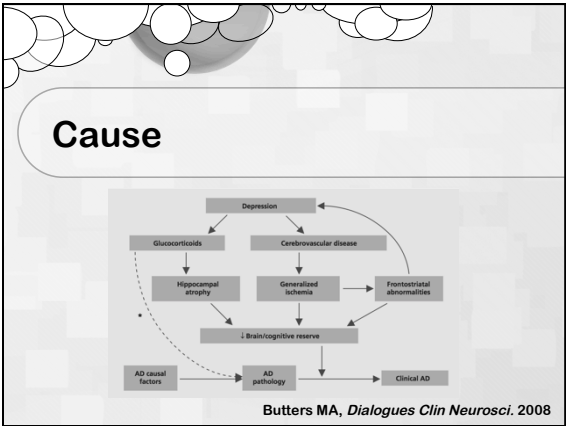 Cause
Depression
Glucocorticoids
Cerebrovascular disease
Hippocampal
atrophy
Generalized
ischemia
Frontostriatal
abnormalities
*
↓ Brain/cognitive reserve
AD causal
factors
AD
pathology
Clinical AD
Butters MA, Dialogues Clin Neurosci. 2008